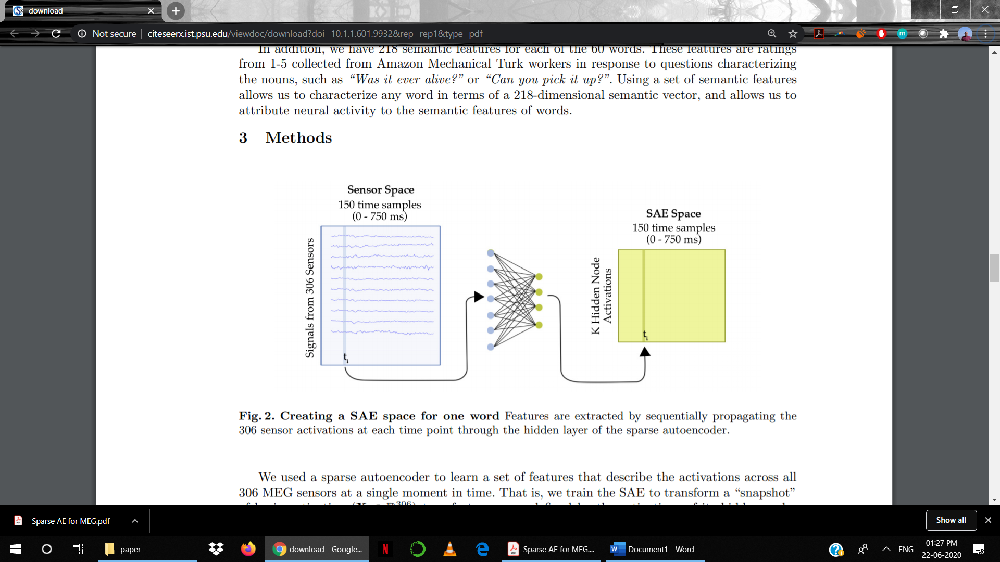 download
Not secure | citeseerx.ist.psu.edu/viewdoc/download?doi=10.1.1.601.9932&rep=rep1&type=pdf
In addition, we have 218 semantic features for each of the 60 words. These features are ratings
from 1-5 collected from Amazon Mechanical Turk workers in response to questions characterizing
the nouns, such as “Was it ever alive?” or “Can you pick it up?”. Using a set of semantic features
allows us to characterize any word in terms of a 218-dimensional semantic vector, and allows us to
attribute neural activity to the semantic features of words.
3 Methods
Sensor Space
150 time samples
(0 - 750 ms)
Signals from 306 Sensors
ti
SAE Space
150 time samples
(0 - 750 ms)
K Hidden Node
Activations
ti
Fig. 2. Creating a SAE space for one word Features are extracted by sequentially propagating the
306 sensor activations at each time point through the hidden layer of the sparse autoencoder.
We used a sparse autoencoder to learn a set of features that describe the activations across all
306 MEG sensors at a single moment in time. That is, we train the SAE to transform a “snapshot”
Sparse AE for MEG.pdf
Show all
paper
download - Google...
Sparse AE for MEG....
Document1 - Word
ENG
01:27 PM
22-06-2020